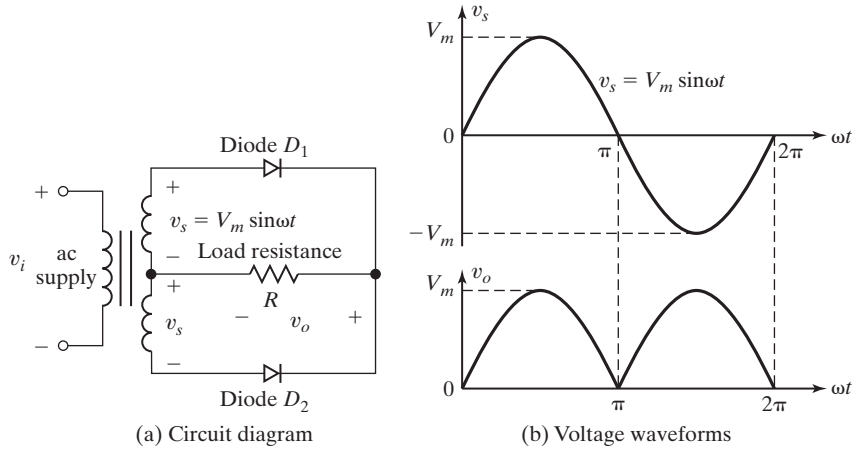 Diode D₁
+
+
vₛ = Vₘ sinωt
−
Load resistance
vᵢ
ac
supply
+
R
vₛ
−
vₒ
+
−
−
Diode D₂
(a) Circuit diagram
vₛ
Vₘ
vₛ = Vₘ sinωt
0
π
2π
ωt
−Vₘ
vₒ
Vₘ
0
π
2π
ωt
(b) Voltage waveforms